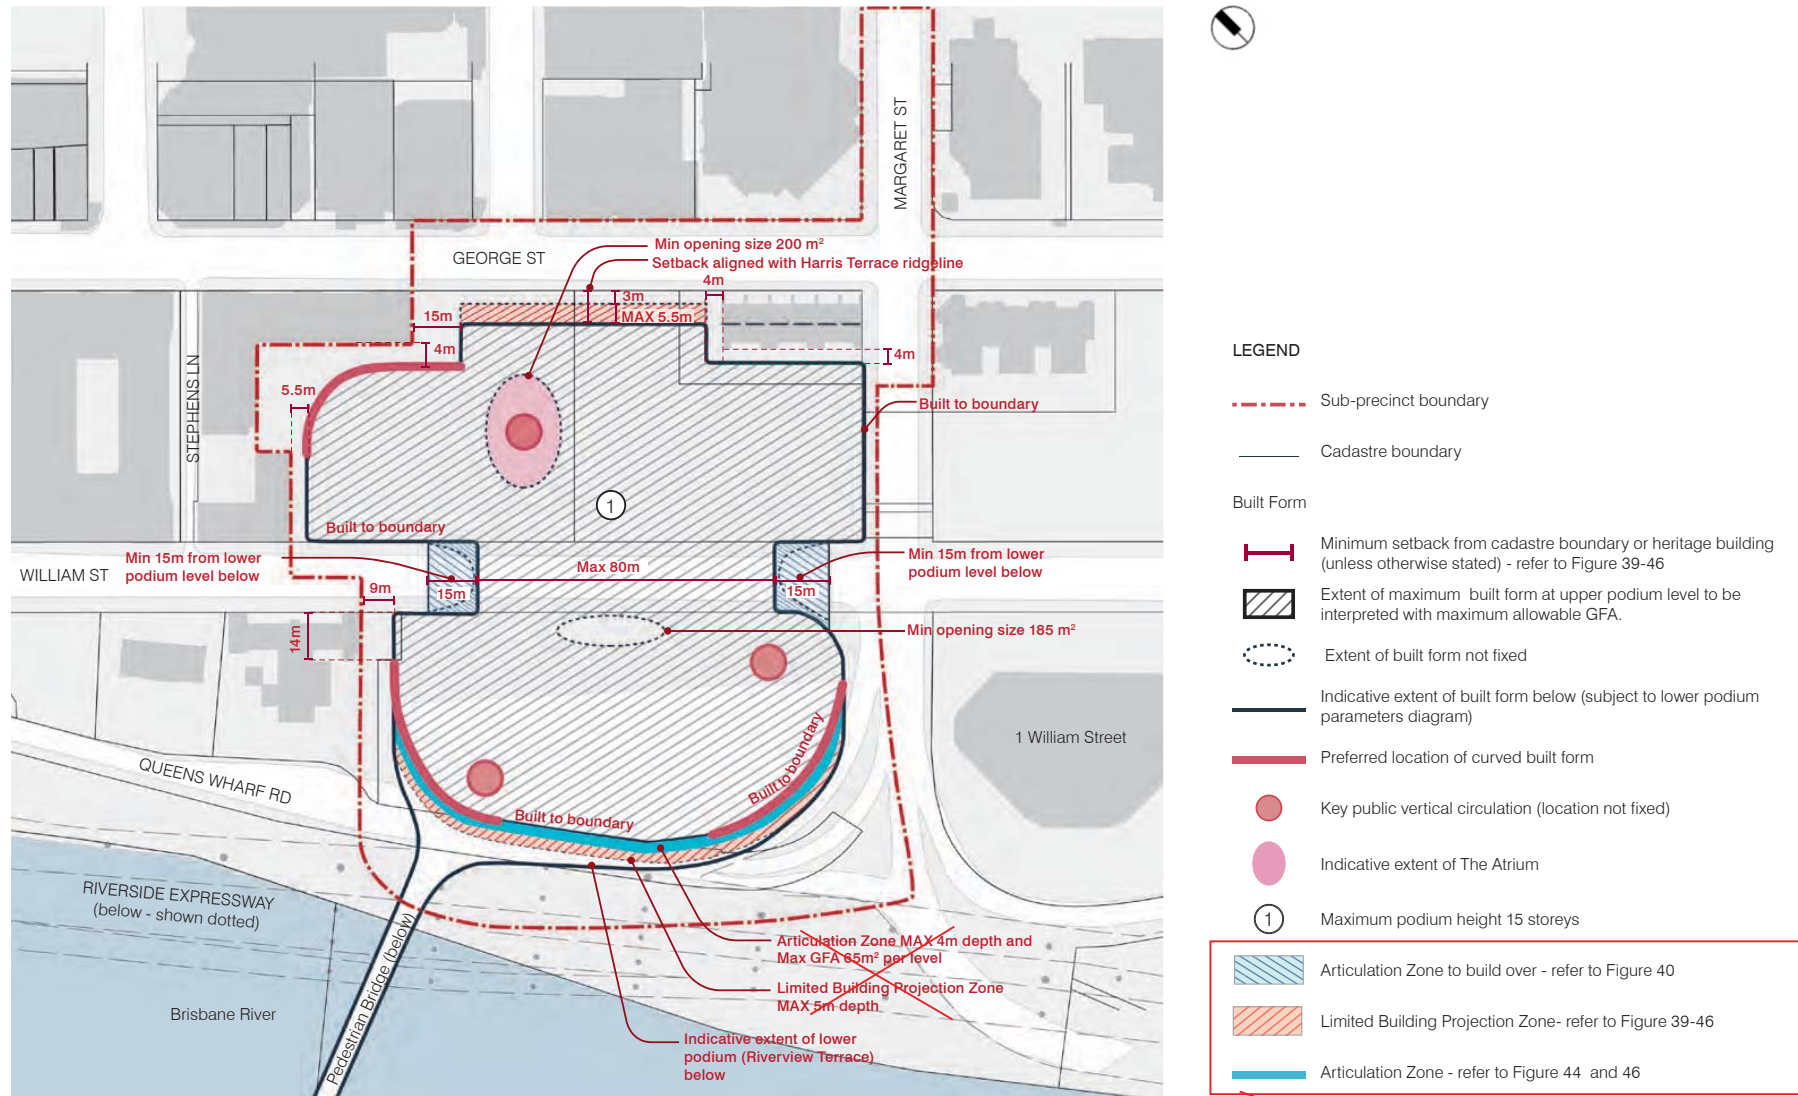 MARGARET ST
GEORGE ST
Min opening size 200 m²
Setback aligned with Harris Terrace ridgeline
4m
3m
MAX 5.5m
15m
4m
4m
5.5m
STEPHENS LN
Built to boundary
1
Built to boundary
WILLIAM ST
Min 15m from lower
podium level below
Max 80m
Min 15m from lower
podium level below
15m
15m
9m
14m
Min opening size 185 m²
1 William Street
QUEENS WHARF RD
Built to boundary
Built to boundary
RIVERSIDE EXPRESSWAY
(below - shown dotted)
Pedestrian Bridge (below)
Brisbane River
Articulation Zone MAX 4m depth and
Max GFA 65m² per level
Limited Building Projection Zone
MAX 5m depth
Indicative extent of lower
podium (Riverview Terrace)
below
LEGEND
Sub-precinct boundary
Cadastre boundary
Built Form
Minimum setback from cadastre boundary or heritage building
(unless otherwise stated) - refer to Figure 39-46
Extent of maximum built form at upper podium level to be
interpreted with maximum allowable GFA.
Extent of built form not fixed
Indicative extent of built form below (subject to lower podium
parameters diagram)
Preferred location of curved built form
Key public vertical circulation (location not fixed)
Indicative extent of The Atrium
1 Maximum podium height 15 storeys
Articulation Zone to build over - refer to Figure 40
Limited Building Projection Zone- refer to Figure 39-46
Articulation Zone - refer to Figure 44 and 46